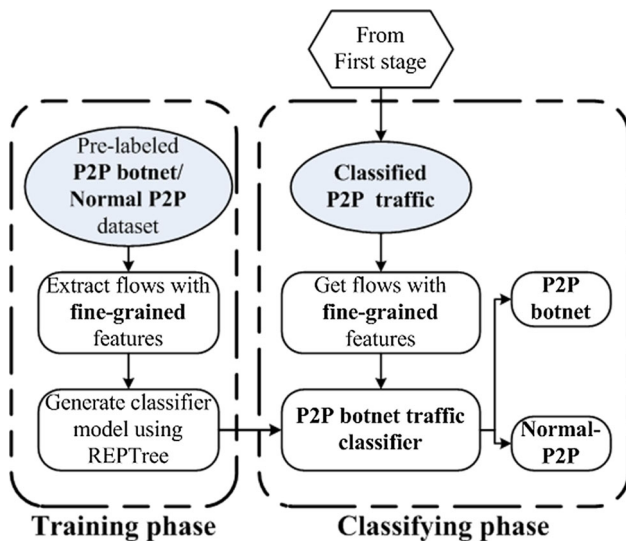 From
First stage
Pre-labeled
P2P botnet/
Normal P2P
dataset
Extract flows with
fine-grained
features
Generate classifier
model using
REPTree
Training phase
Classified
P2P traffic
Get flows with
fine-grained
features
P2P botnet traffic
classifier
P2P
botnet
Normal-
P2P
Classifying phase